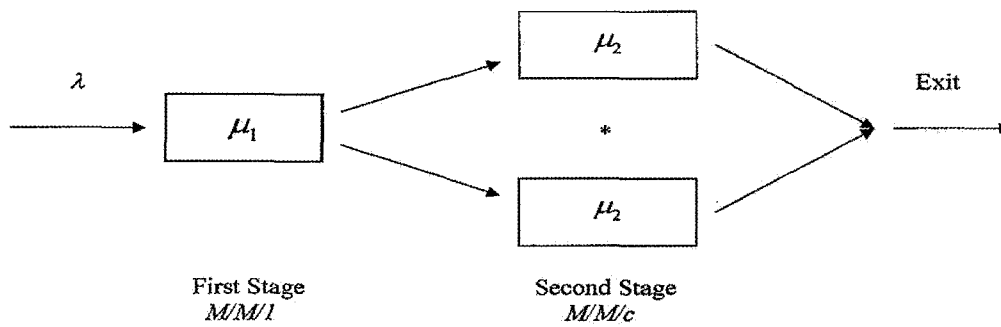 μ₂
λ
Exit
μ₁
*
μ₂
First Stage
M/M/1
Second Stage
M/M/c